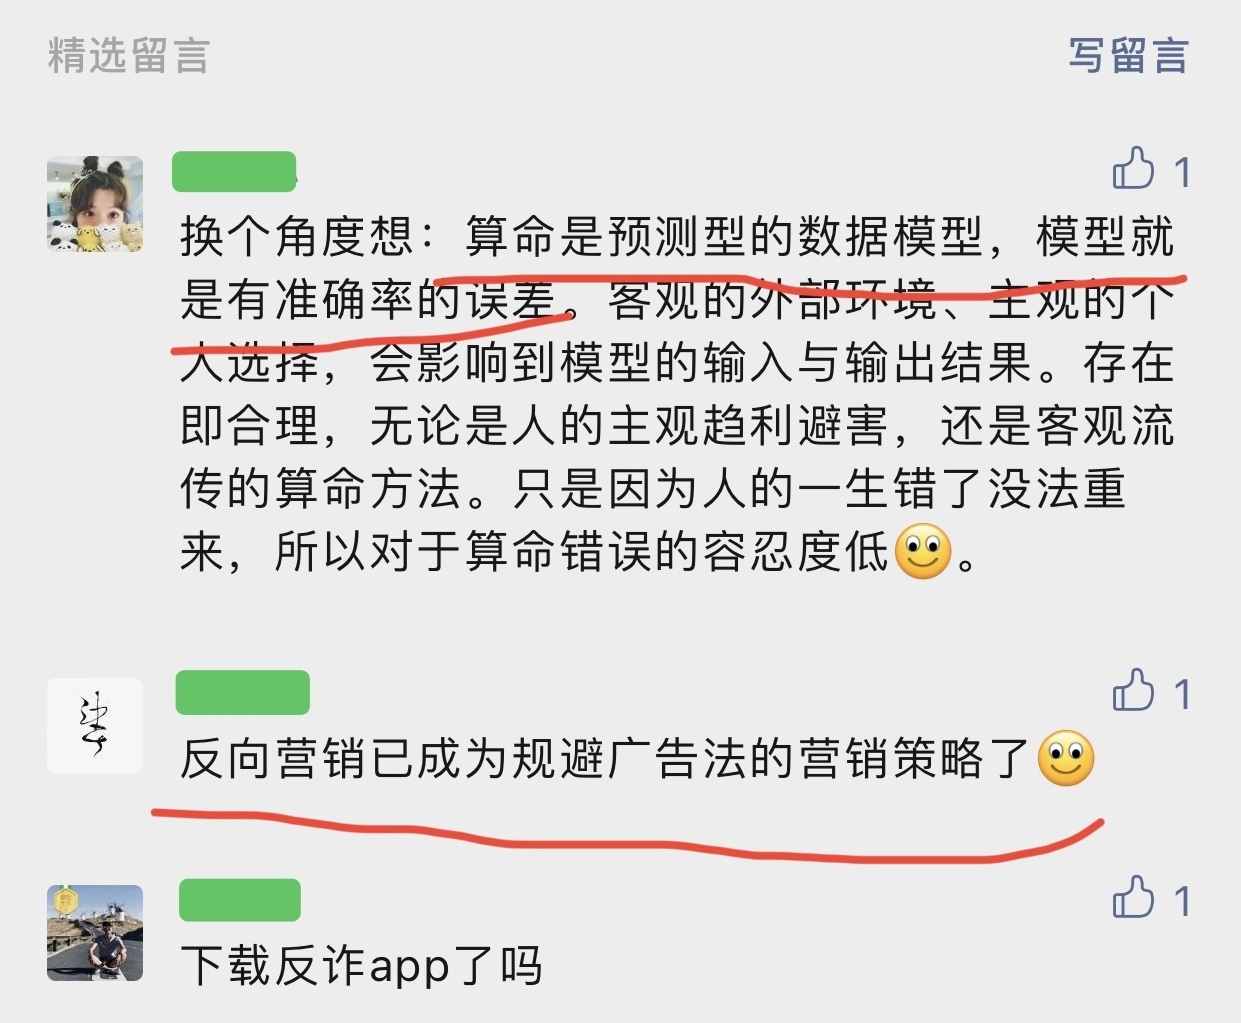 精选留言
写留言
1
换个角度想：算命是预测型的数据模型，模型就
是有准确率的误差。客观的外部环境、主观的个
人选择，会影响到模型的输入与输出结果。存在
即合理，无论是人的主观趋利避害，还是客观流
传的算命方法。只是因为人的一生错了没法重
来，所以对于算命错误的容忍度低。
1
反向营销已成为规避广告法的营销策略了
1
下载反诈app了吗